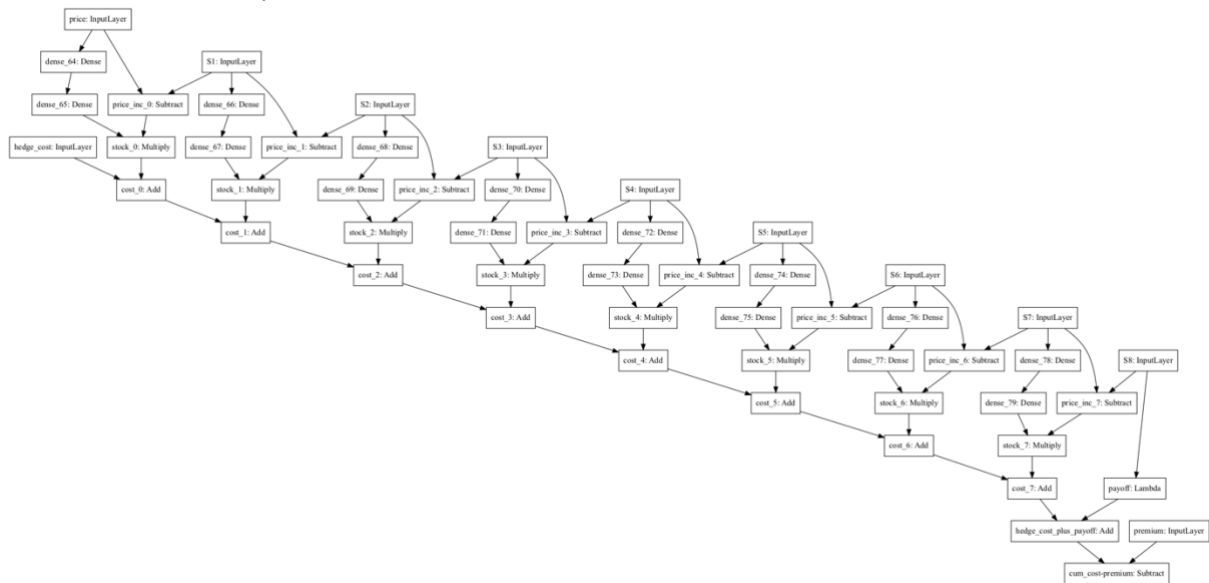 price: InputLayer
dense_64: Dense
S1: InputLayer
dense_65: Dense
price_inc_0: Subtract
dense_66: Dense
S2: InputLayer
hedge_cost: InputLayer
stock_0: Multiply
dense_67: Dense
price_inc_1: Subtract
dense_68: Dense
S3: InputLayer
cost_0: Add
stock_1: Multiply
dense_69: Dense
price_inc_2: Subtract
dense_70: Dense
S4: InputLayer
cost_1: Add
stock_2: Multiply
dense_71: Dense
price_inc_3: Subtract
dense_72: Dense
S5: InputLayer
cost_2: Add
stock_3: Multiply
dense_73: Dense
price_inc_4: Subtract
dense_74: Dense
S6: InputLayer
cost_3: Add
stock_4: Multiply
dense_75: Dense
price_inc_5: Subtract
dense_76: Dense
S7: InputLayer
cost_4: Add
stock_5: Multiply
dense_77: Dense
price_inc_6: Subtract
dense_78: Dense
S8: InputLayer
cost_5: Add
stock_6: Multiply
dense_79: Dense
price_inc_7: Subtract
cost_6: Add
stock_7: Multiply
cost_7: Add
payoff: Lambda
hedge_cost_plus_payoff: Add
premium: InputLayer
cum_cost-premium: Subtract